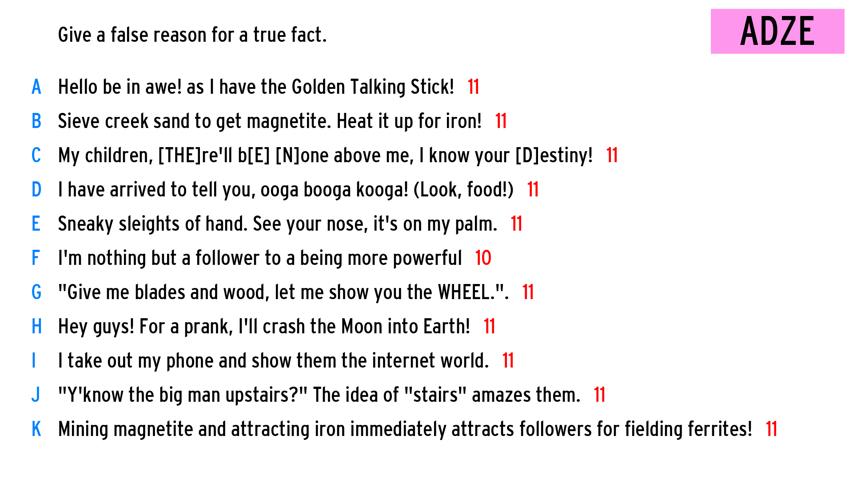 Give a false reason for a true fact.
ADZE
A Hello be in awe! as I have the Golden Talking Stick! 11
B Sieve creek sand to get magnetite. Heat it up for iron! 11
C My children, [THE]re'll b[E] [N]one above me, I know your [D]estiny! 11
D I have arrived to tell you, ooga booga kooga! (Look, food!) 11
E Sneaky sleights of hand. See your nose, it's on my palm. 11
F I'm nothing but a follower to a being more powerful 10
G "Give me blades and wood, let me show you the WHEEL.". 11
H Hey guys! For a prank, I'll crash the Moon into Earth! 11
I I take out my phone and show them the internet world. 11
J "Y'know the big man upstairs?" The idea of "stairs" amazes them. 11
K Mining magnetite and attracting iron immediately attracts followers for fielding ferrites! 11